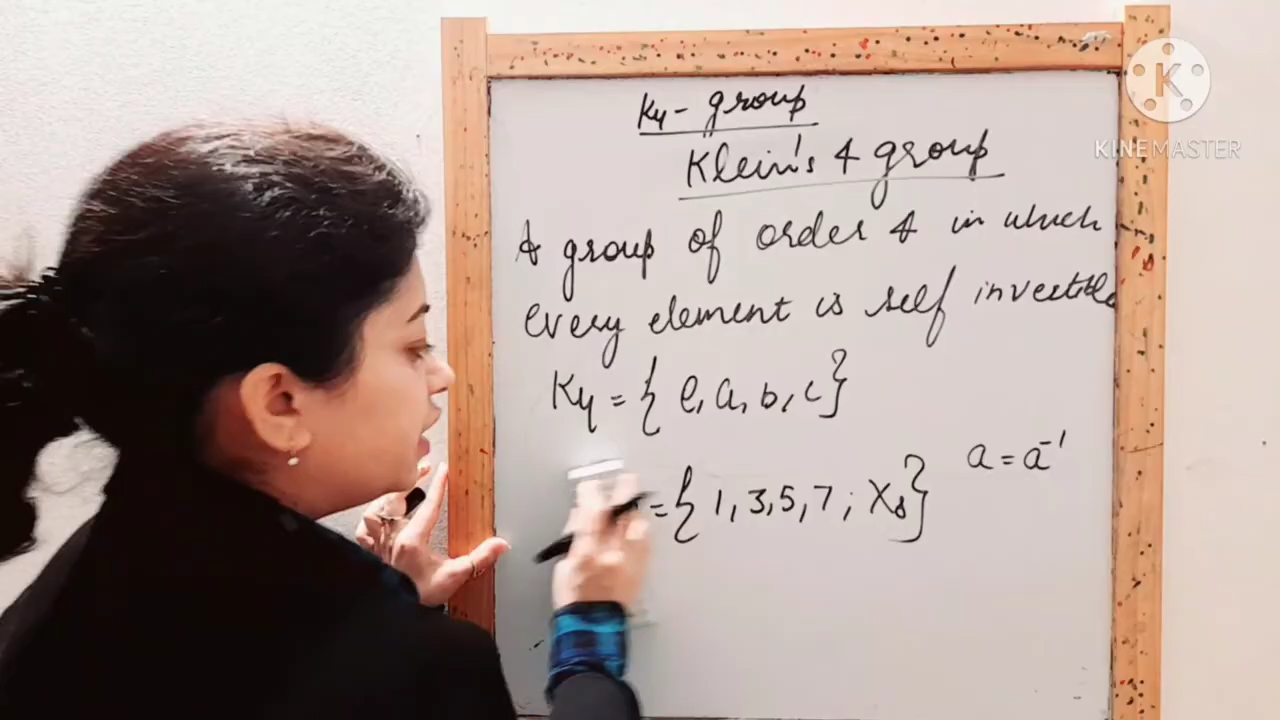 K4 - group
Klein's 4 group
A group of order 4 in which
every element is self invertible
K4 = { e, a, b, c }
a = a⁻¹
= { 1, 3, 5, 7 ; X8 }
K
KINEMASTER